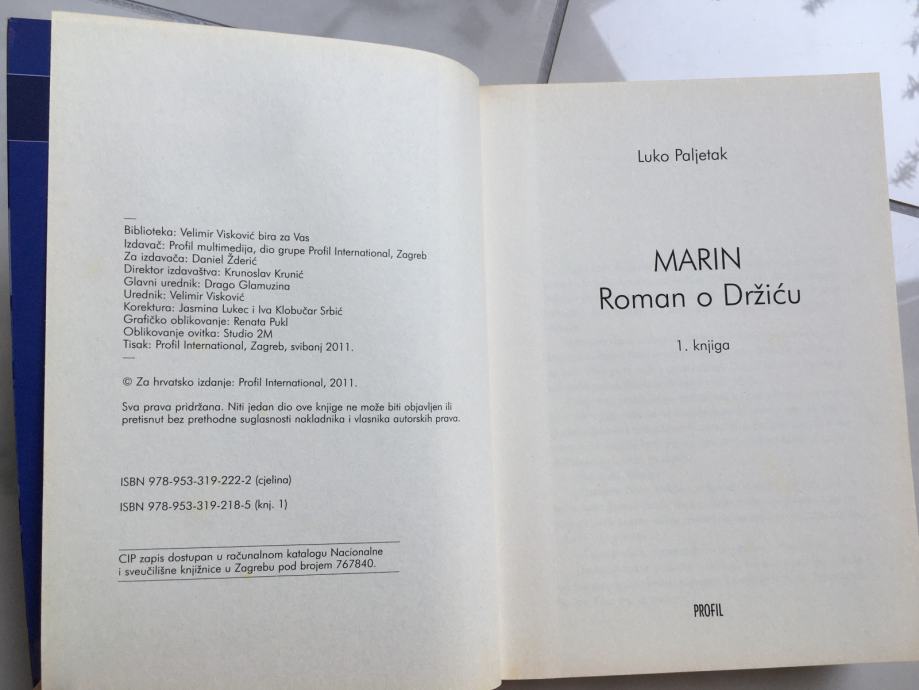 Biblioteka: Velimir Visković bira za Vas
Izdavač: Profil multimedija, dio grupe Profil International, Zagreb
Za izdavača: Daniel Žderić
Direktor izdavaštva: Krunoslav Krunić
Glavni urednik: Drago Glamuzina
Urednik: Velimir Visković
Korektura: Jasmina Lukec i Iva Klobučar Srbić
Grafičko oblikovanje: Renata Pukl
Oblikovanje ovitka: Studio 2M
Tisak: Profil International, Zagreb, svibanj 2011.
© Za hrvatsko izdanje: Profil International, 2011.
Sva prava pridržana. Niti jedan dio ove knjige ne može biti objavljen ili
pretisnut bez prethodne suglasnosti nakladnika i vlasnika autorskih prava.
ISBN 978-953-319-222-2 (cjelina)
ISBN 978-953-319-218-5 (knj. 1)
CIP zapis dostupan u računalnom katalogu Nacionalne
i sveučilišne knjižnice u Zagrebu pod brojem 767840.
Luko Paljetak
MARIN
Roman o Držiću
1. knjiga
PROFIL